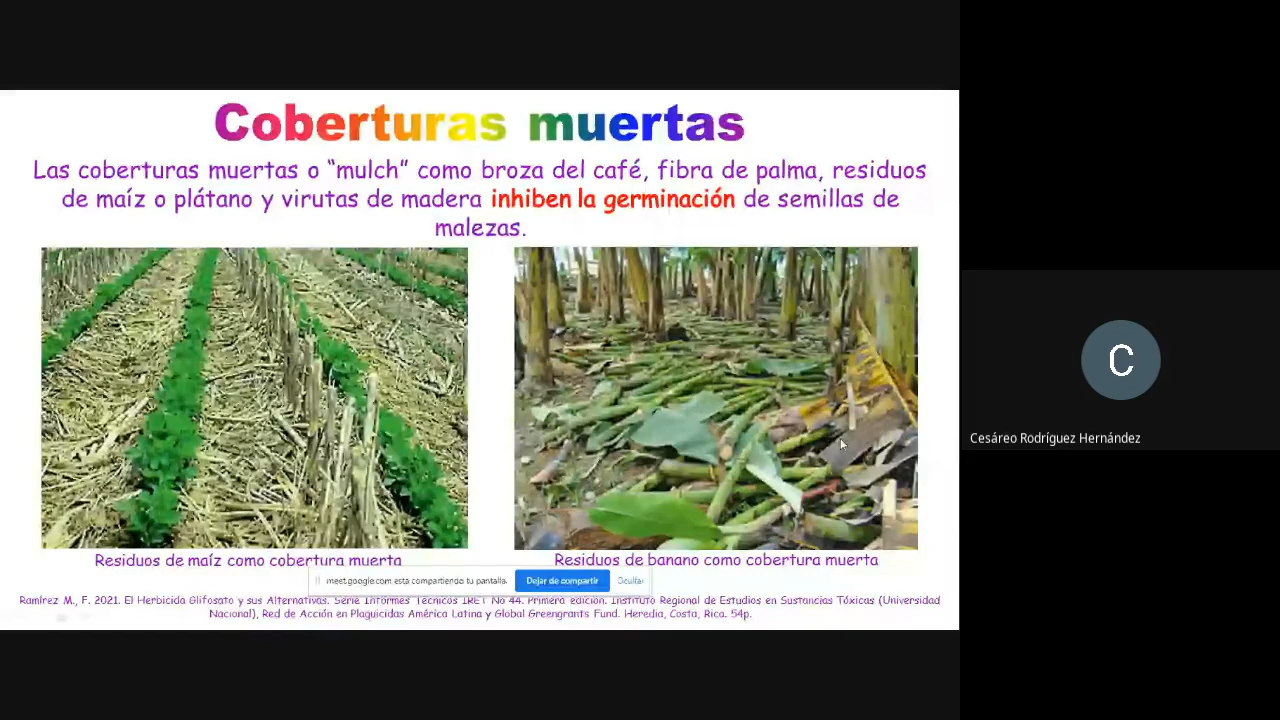 Coberturas muertas
Las coberturas muertas o “mulch” como broza del café, fibra de palma, residuos
de maíz o plátano y virutas de madera inhiben la germinación de semillas de
malezas.
Residuos de maíz como cobertura muerta
Residuos de banano como cobertura muerta
meet.google.com está compartiendo tu pantalla.
Dejar de compartir
Ocultar
Ramírez M., F. 2021. El Herbicida Glifosato y sus Alternativas. Serie Informes Técnicos IRET No 44. Primera edición. Instituto Regional de Estudios en Sustancias Tóxicas (Universidad
Nacional), Red de Acción en Plaguicidas América Latina y Global Greengrants Fund. Heredia, Costa, Rica. 54p.
C
Cesáreo Rodríguez Hernández